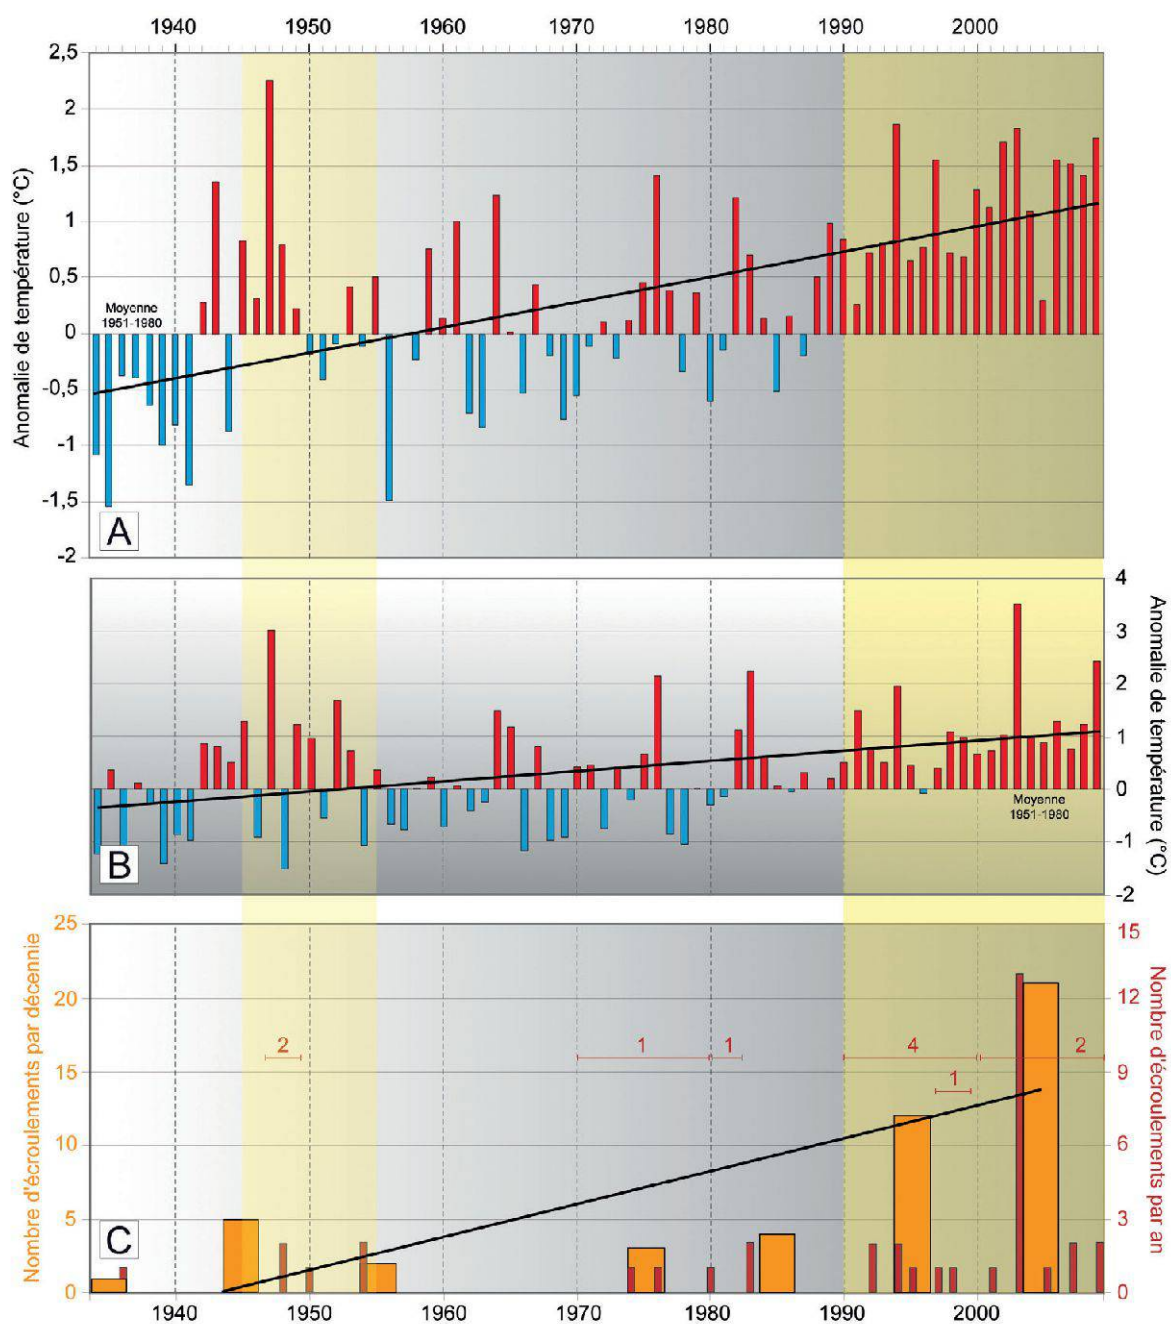 1940 1950 1960 1970 1980 1990 2000
2,5
2
1,5
1
0,5
0
-0,5
-1
-1,5
-2
Anomalie de température (°C)
Moyenne
1951-1980
A
4
3
2
1
0
-1
-2
Anomalie de température (°C)
Moyenne
1951-1980
B
25
20
15
10
5
0
Nombre d'écroulements par décennie
15
12
9
6
3
0
Nombre d'écroulements par an
2 1 1 4 2
1
C
1940 1950 1960 1970 1980 1990 2000